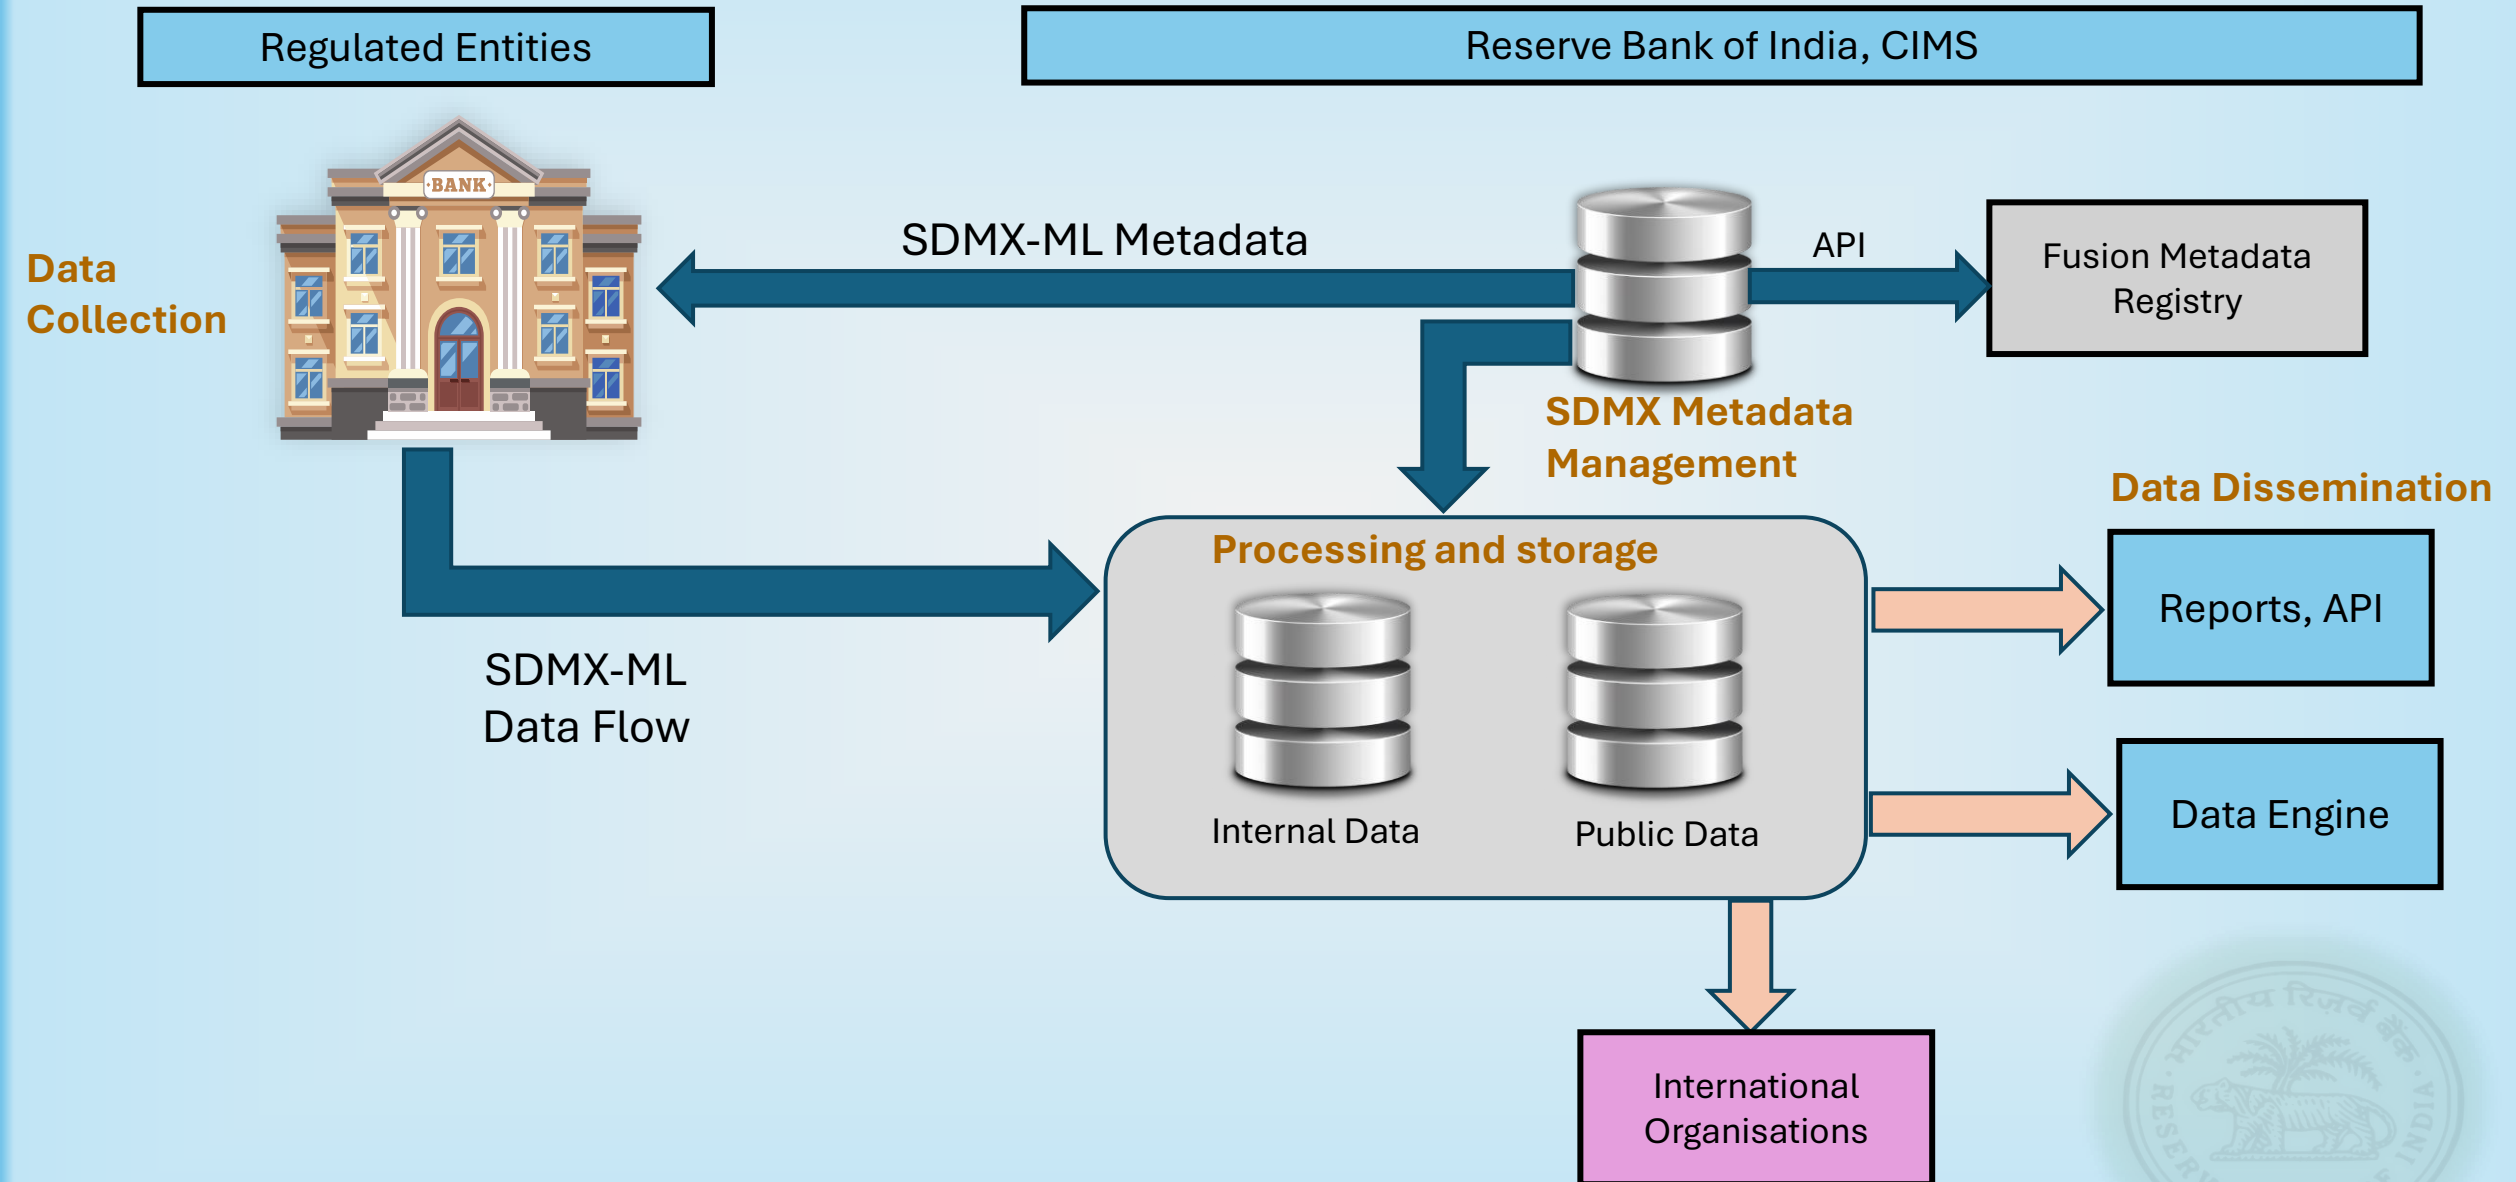 Regulated Entities
Reserve Bank of India, CIMS
·BANK·
SDMX-ML Metadata
API
Fusion Metadata
Registry
Data
Collection
SDMX Metadata
Management
Data Dissemination
Processing and storage
Reports, API
SDMX-ML
Data Flow
Internal Data
Public Data
Data Engine
International
Organisations
भारतीय रिज़र्व बैंक
INDIA